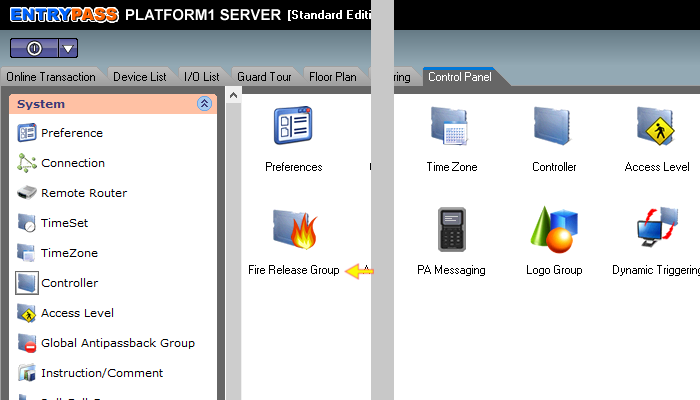 ENTRYPASS PLATFORM1 SERVER [Standard Editi
Online Transaction Device List I/O List Guard Tour Floor Plan ring Control Panel
System
Preference
Connection
Remote Router
TimeSet
TimeZone
Controller
Access Level
Global Antipassback Group
Instruction/Comment
Preferences
Time Zone
Controller
Access Level
Fire Release Group
PA Messaging
Logo Group
Dynamic Triggering